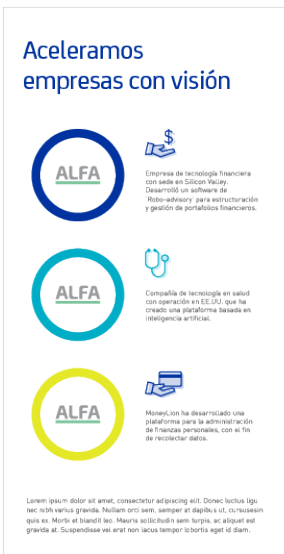 Aceleramos
empresas con visión
ALFA
$
Empresa de tecnología financiera
con sede en Silicon Valley.
Desarrolló un software de
'Robo-advisory' para estructuración
y gestión de portafolios financieros.
ALFA
Compañía de tecnología en salud
con operación en EE.UU. que ha
creado una plataforma basada en
inteligencia artificial.
ALFA
MoneyLion ha desarrollado una
plataforma para la administración
de finanzas personales, con el fin
de recolectar datos.
Lorem ipsum dolor sit amet, consectetur adipiscing elit. Donec luctus ligu
nec nibh varius gravida. Nullam orci sem, semper at dapibus ut, cursusesin
quis ex. Morbi et blandit leo. Mauris sollicitudin sem turpis, ac aliquet est
gravida at. Suspendisse vel erat non lacus tempor lobortis eget id diam.